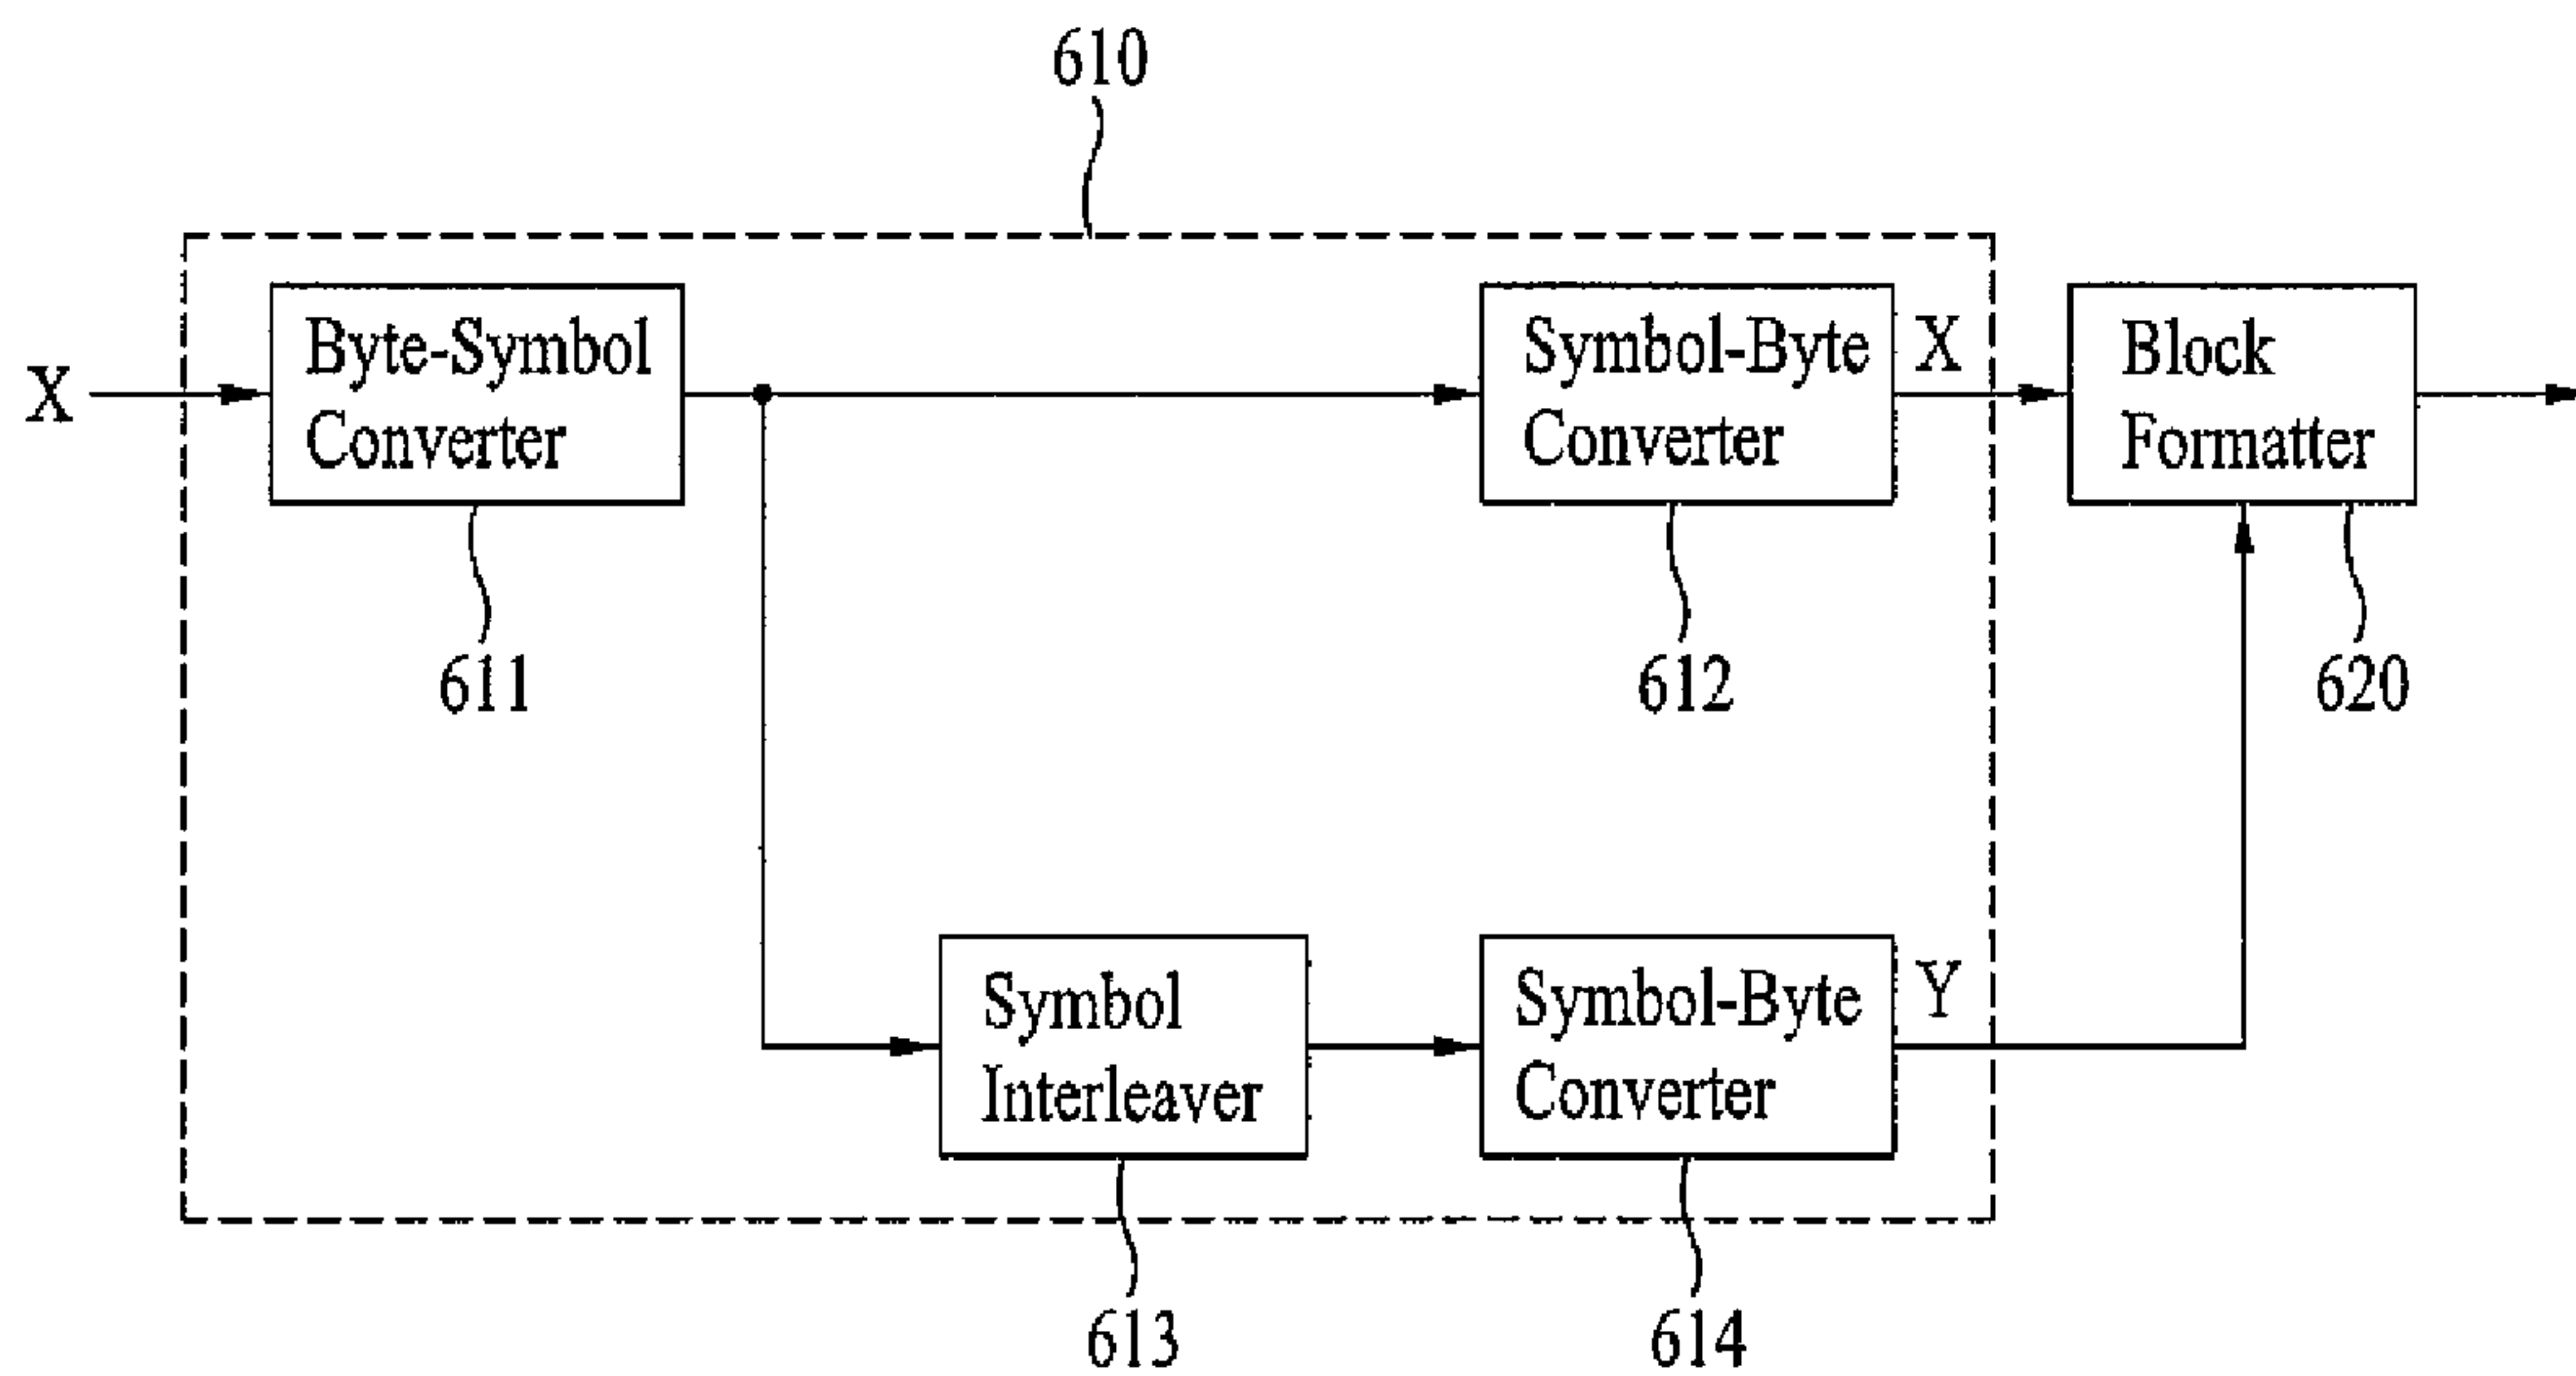 610
Byte-Symbol
Converter
Symbol-Byte
Converter
X
Block
Formatter
X
611
612
620
Symbol
Interleaver
Symbol-Byte
Converter
Y
613
614